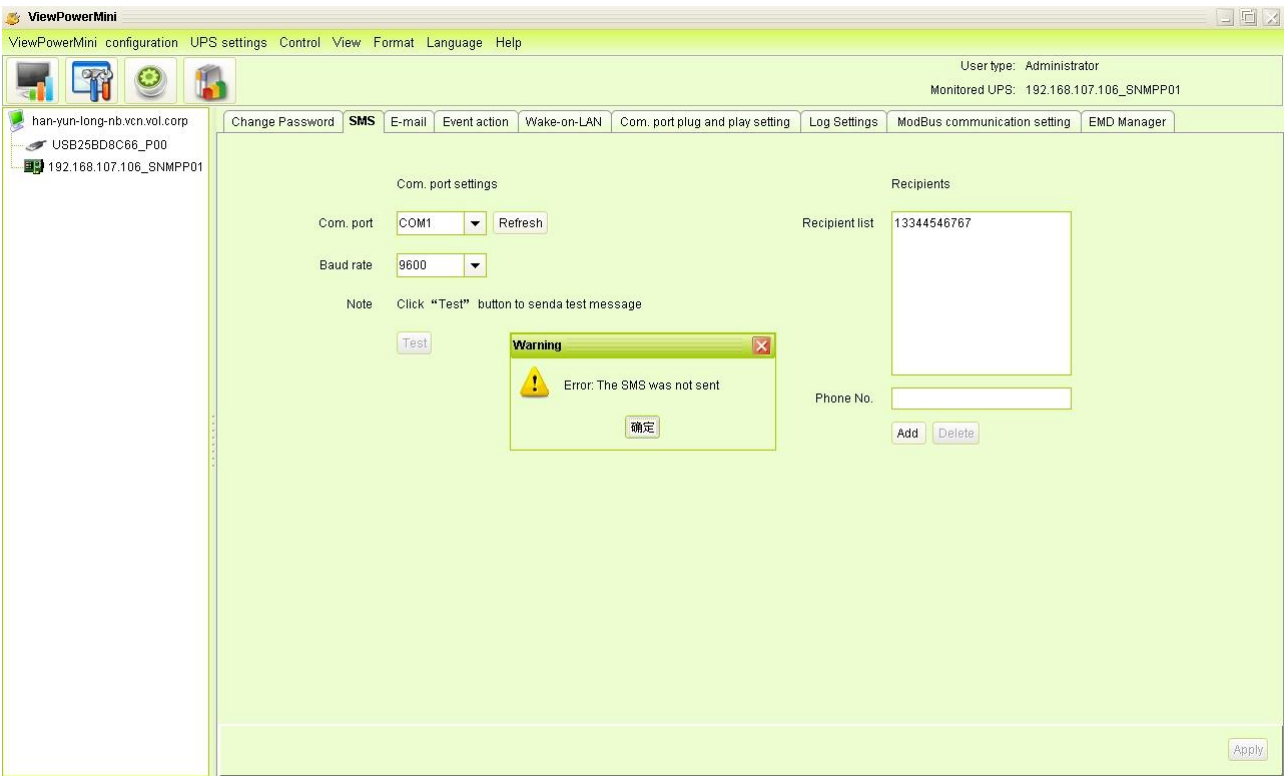 ViewPowerMini
ViewPowerMini configuration UPS settings Control View Format Language Help
User type: Administrator
Monitored UPS: 192.168.107.106_SNMPP01
han-yun-long-nb.vcn.vol.corp
USB25BD8C66_P00
192.168.107.106_SNMPP01
Change Password SMS E-mail Event action Wake-on-LAN Com. port plug and play setting Log Settings ModBus communication setting EMD Manager
Com. port settings
Com. port COM1 Refresh
Baud rate 9600
Note Click “Test” button to senda test message
Test
Warning
Error: The SMS was not sent
确定
Recipients
Recipient list 13344546767
Phone No.
Add Delete
Apply